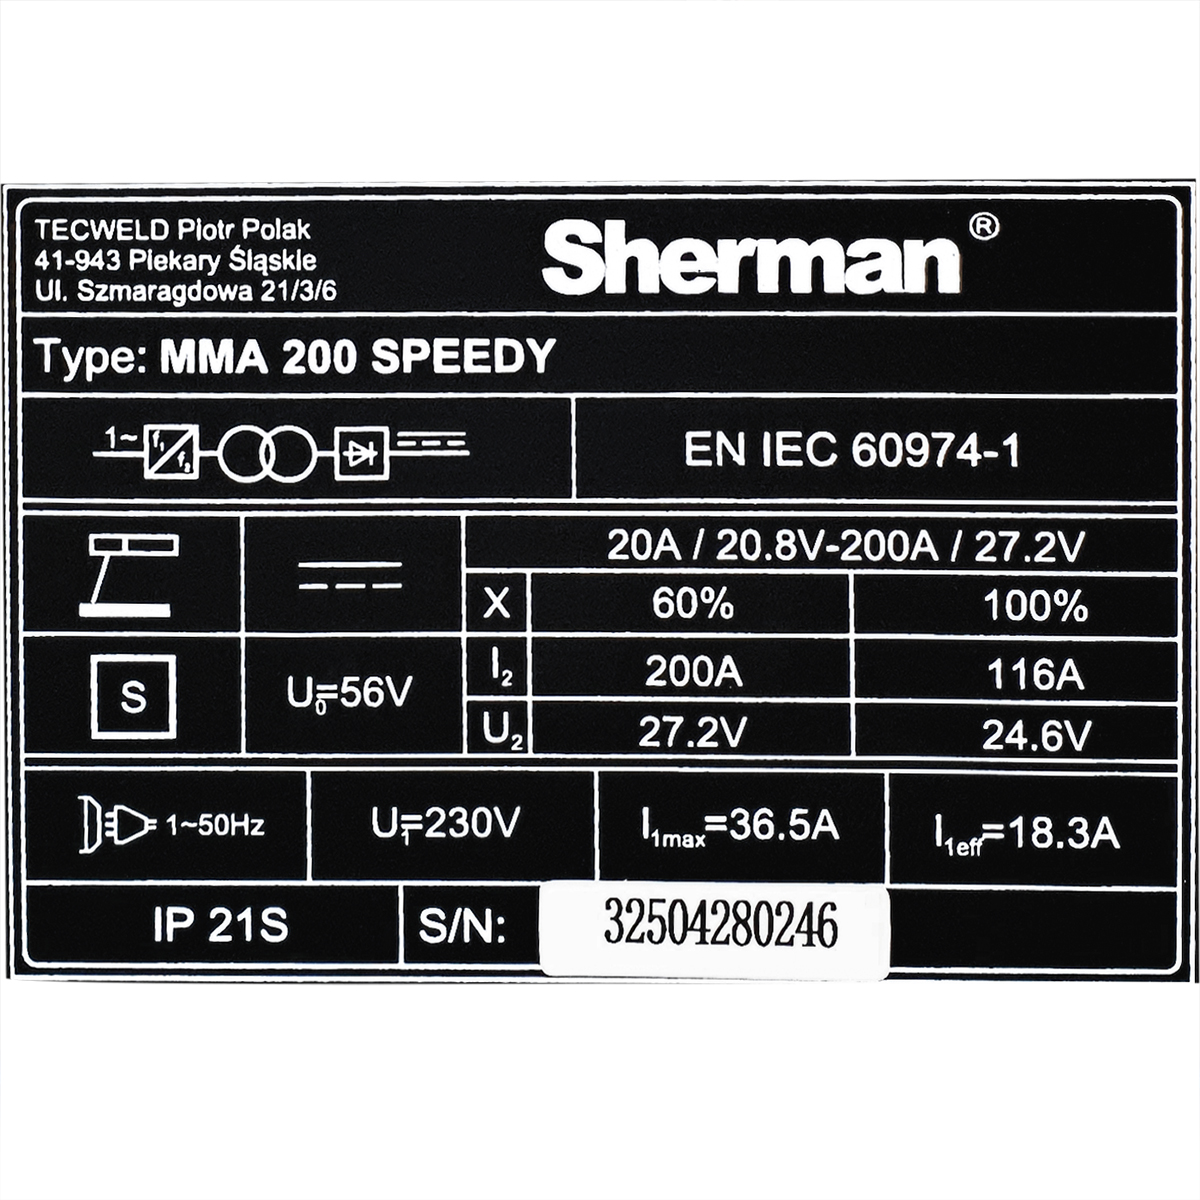 TECWELD Piotr Polak
41-943 Piekary Śląskie
Ul. Szmaragdowa 21/3/6
Sherman®
Type: MMA 200 SPEEDY
1~ f₁ f₂
EN IEC 60974-1
20A / 20.8V-200A / 27.2V
X 60% 100%
I₂ 200A 116A
S U₀=56V
U₂ 27.2V 24.6V
1~50Hz U₁=230V I₁max=36.5A I₁eff=18.3A
IP 21S S/N: 32504280246